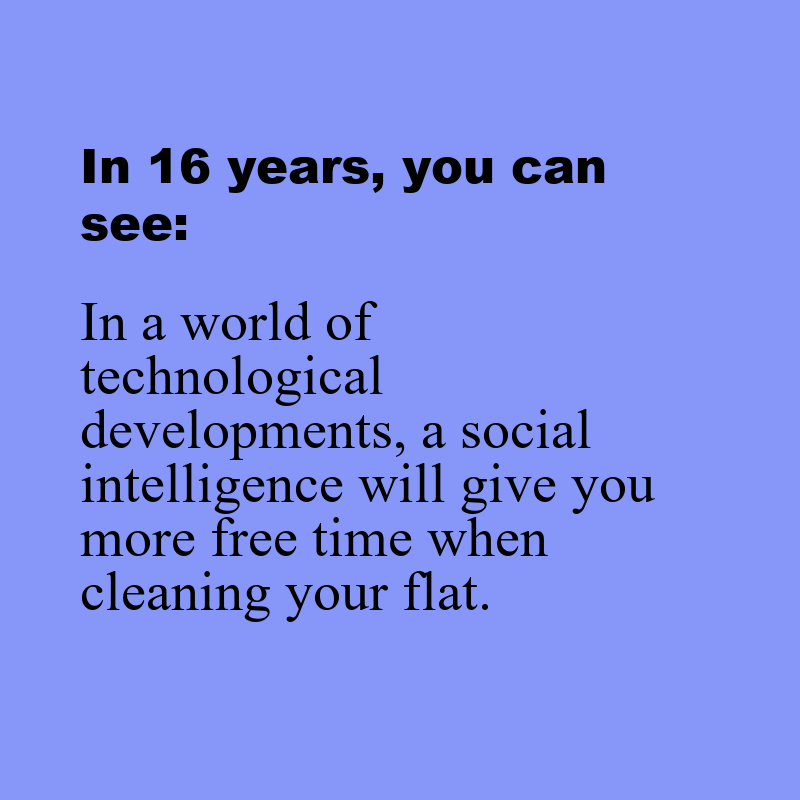 In 16 years, you can
see:
In a world of
technological
developments, a social
intelligence will give you
more free time when
cleaning your flat.